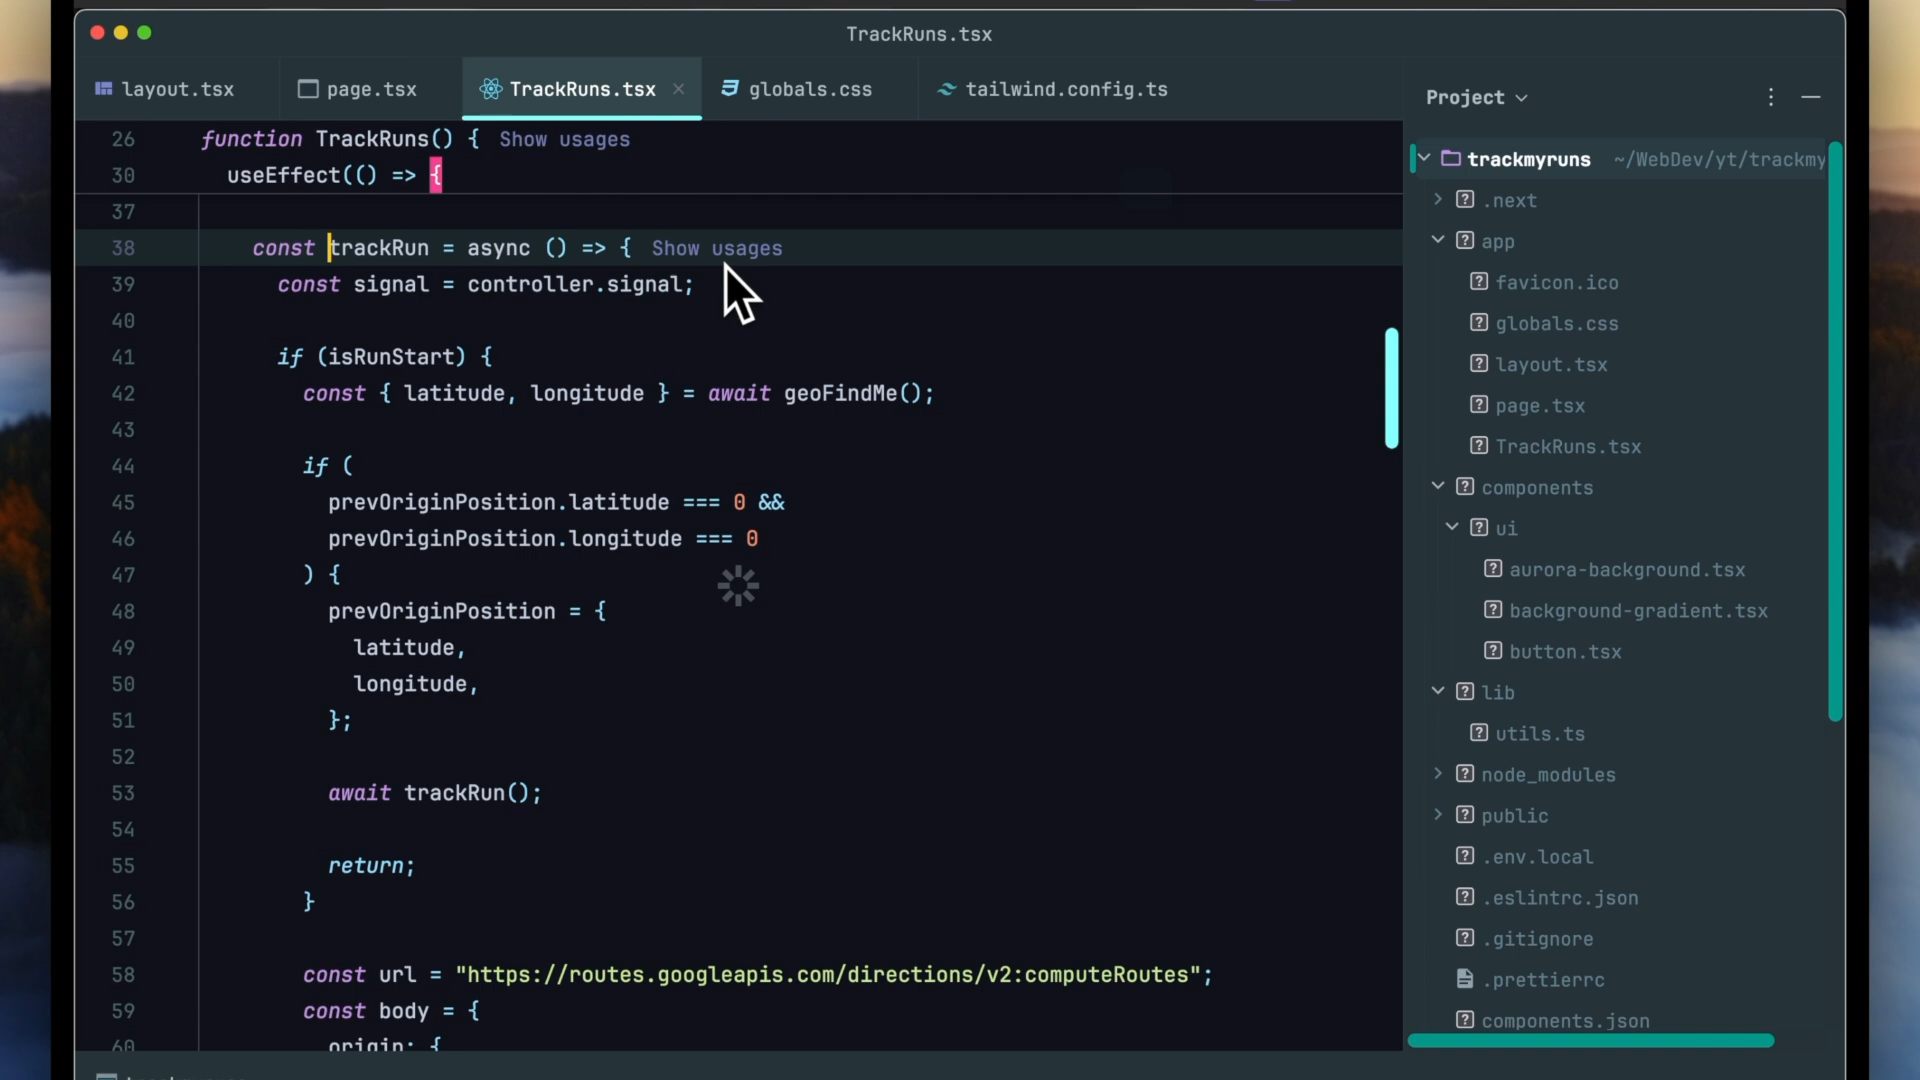 TrackRuns.tsx
layout.tsx
page.tsx
TrackRuns.tsx
globals.css
tailwind.config.ts
26 function TrackRuns() { Show usages
30 useEffect(() => {
37
38 const trackRun = async () => { Show usages
39 const signal = controller.signal;
40
41 if (isRunStart) {
42 const { latitude, longitude } = await geoFindMe();
43
44 if (
45 prevOriginPosition.latitude === 0 &&
46 prevOriginPosition.longitude === 0
47 ) {
48 prevOriginPosition = {
49 latitude,
50 longitude,
51 };
52
53 await trackRun();
54
55 return;
56 }
57
58 const url = "https://routes.googleapis.com/directions/v2:computeRoutes";
59 const body = {
60 origin: {
Project
trackmyruns ~/WebDev/yt/trackmy
.next
app
favicon.ico
globals.css
layout.tsx
page.tsx
TrackRuns.tsx
components
ui
aurora-background.tsx
background-gradient.tsx
button.tsx
lib
utils.ts
node_modules
public
.env.local
.eslintrc.json
.gitignore
.prettierrc
components.json